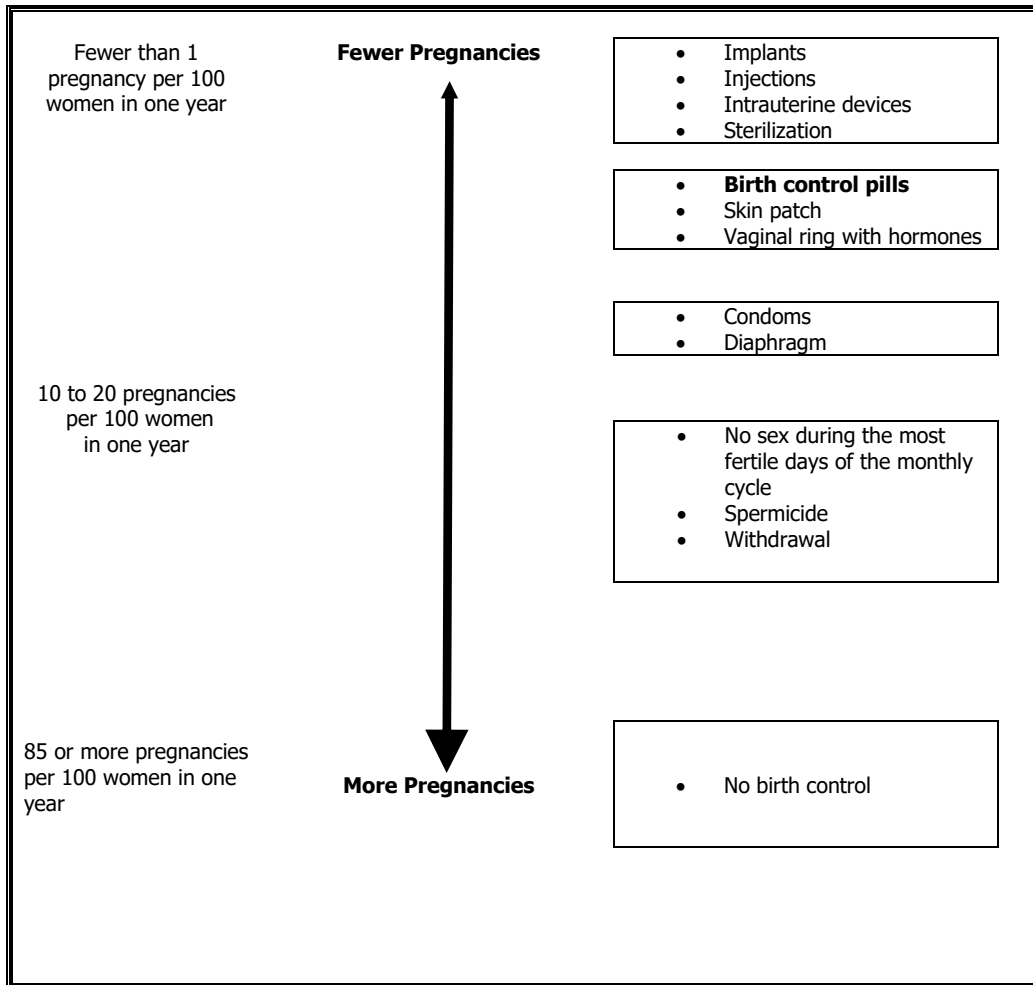 Fewer than 1
pregnancy per 100
women in one year
Fewer Pregnancies
• Implants
• Injections
• Intrauterine devices
• Sterilization
• Birth control pills
• Skin patch
• Vaginal ring with hormones
• Condoms
• Diaphragm
10 to 20 pregnancies
per 100 women
in one year
• No sex during the most
fertile days of the monthly
cycle
• Spermicide
• Withdrawal
85 or more pregnancies
per 100 women in one
year
More Pregnancies
• No birth control